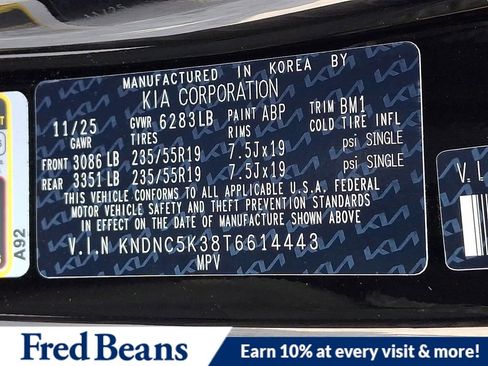 MANUFACTURED IN KOREA BY
KIA CORPORATION
11/25 GVWR 6283LB PAINT ABP TRIM BM1
GAWR TIRES RIMS COLD TIRE INFL
FRONT 3086 LB 235/55R19 7.5Jx19 psi SINGLE
REAR 3351 LB 235/55R19 7.5Jx19 psi SINGLE
THIS VEHICLE CONFORMS TO ALL APPLICABLE U.S.A. FEDERAL
MOTOR VEHICLE SAFETY AND THEFT PREVENTION STANDARDS
IN EFFECT ON THE DATE OF MANUFACTURE SHOWN ABOVE.
V.I.N KNDNC5K38T6614443
MPV
A92
V.I
Fred Beans
Earn 10% at every visit & more!